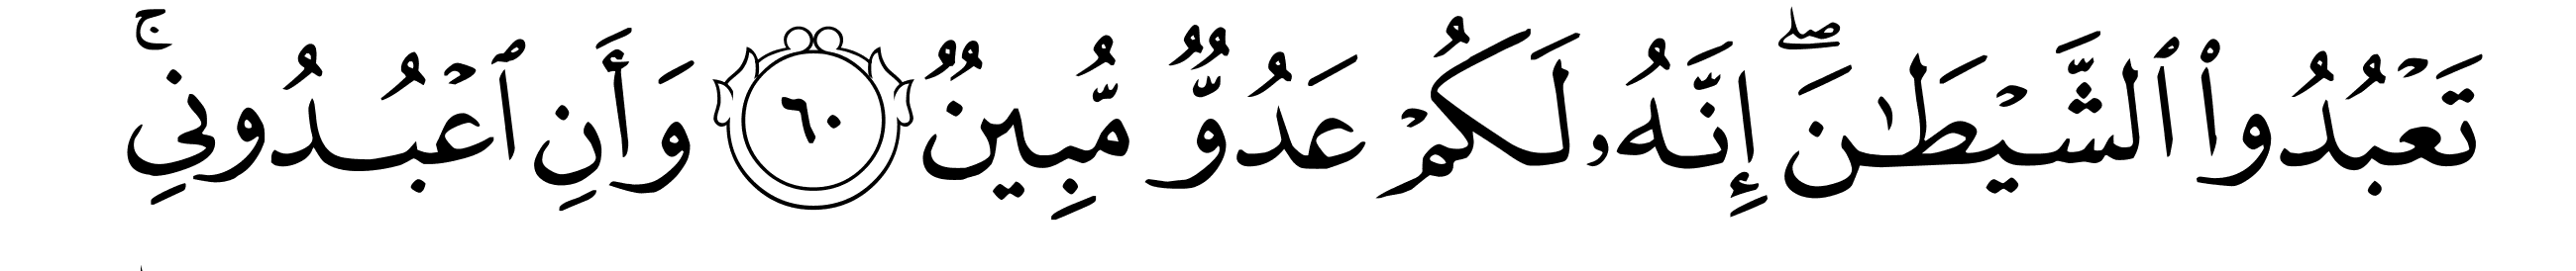 تَعْبُدُوا۟ ٱلشَّيْطَـٰنَ ۖ إِنَّهُۥ لَكُمْ عَدُوٌّ مُّبِينٌ ٦٠ وَأَنِ ٱعْبُدُونِى ۚ